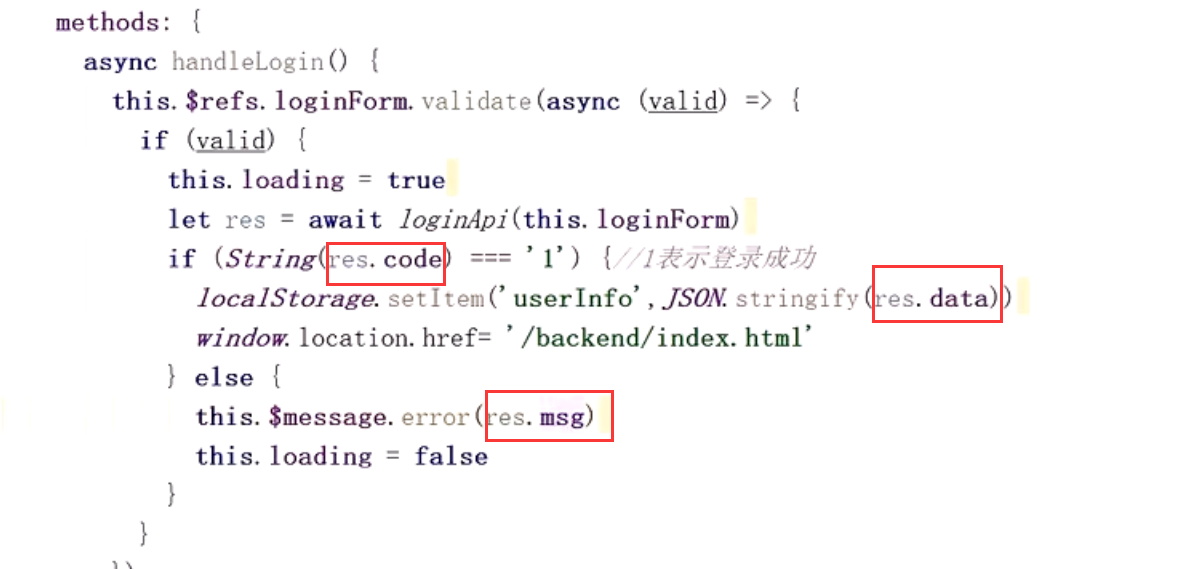 methods: {
async handleLogin() {
this.$refs.loginForm.validate(async (valid) => {
if (valid) {
this.loading = true
let res = await loginApi(this.loginForm)
if (String(res.code) === '1') {//1表示登录成功
localStorage.setItem('userInfo',JSON.stringify(res.data))
window.location.href= '/backend/index.html'
} else {
this.$message.error(res.msg)
this.loading = false
}
}
})